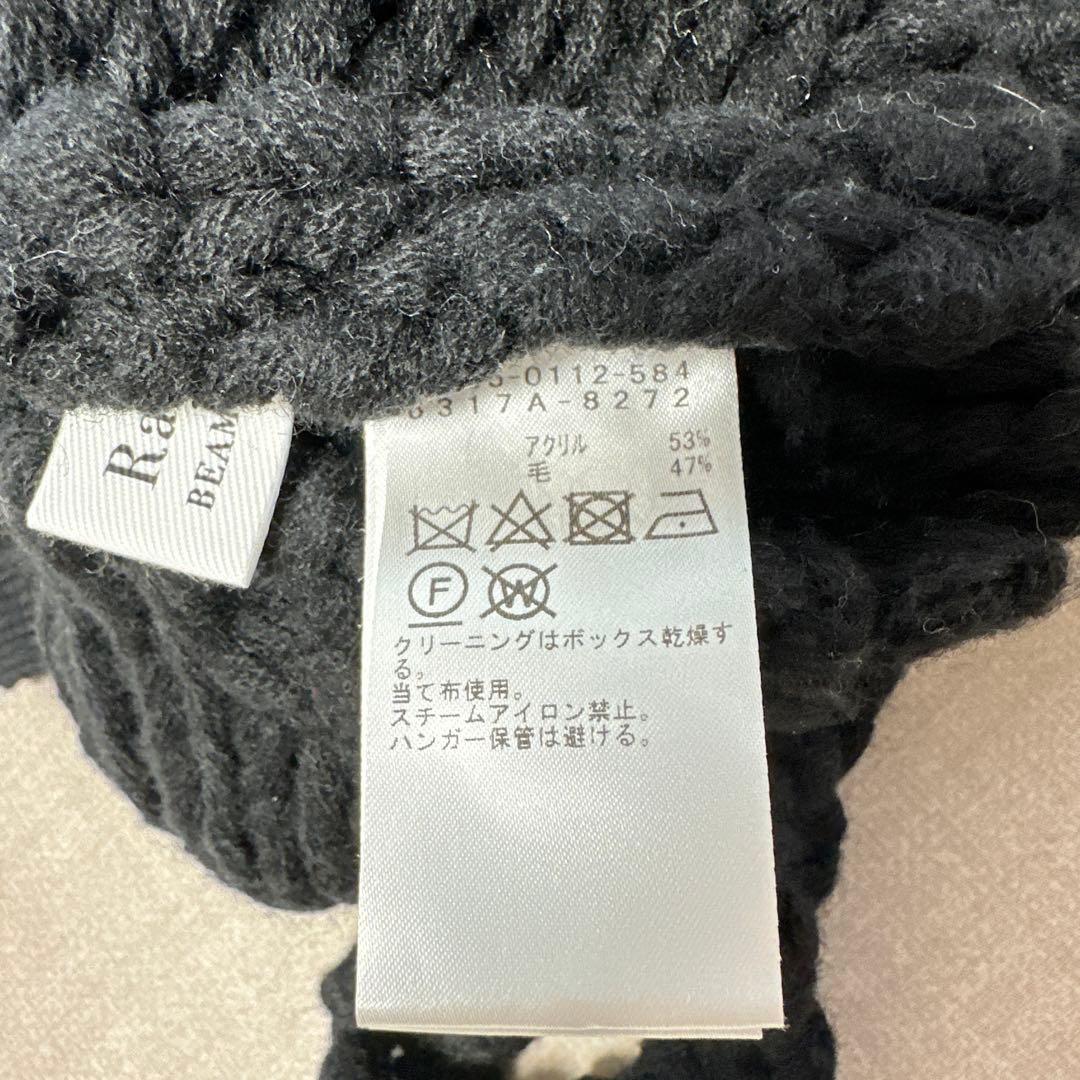 Ra
BEAM
5-0112-584
8317A-8272
アクリル 53%
毛 47%
F W
クリーニングはボックス乾燥す
る。
当て布使用。
スチームアイロン禁止。
ハンガー保管は避ける。